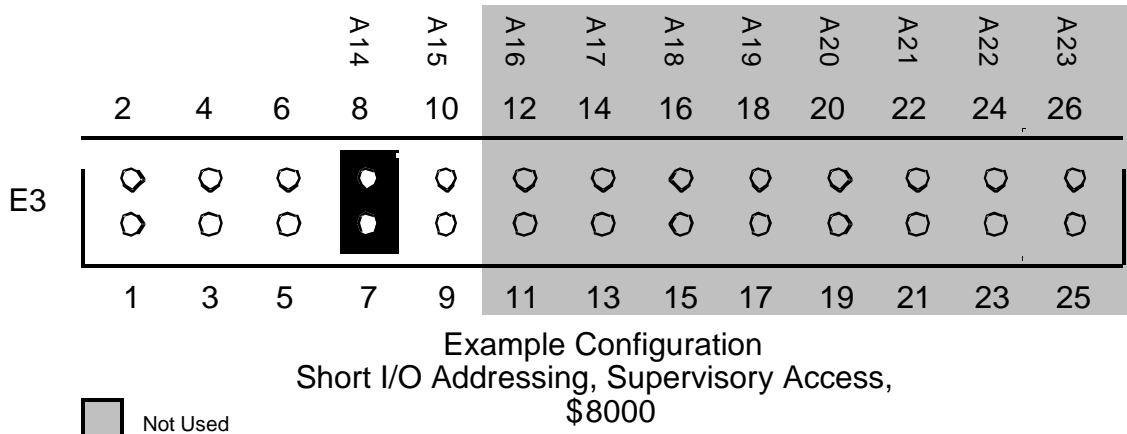 A14 A15 A16 A17 A18 A19 A20 A21 A22 A23
2 4 6 8 10 12 14 16 18 20 22 24 26
E3
1 3 5 7 9 11 13 15 17 19 21 23 25
Example Configuration
Short I/O Addressing, Supervisory Access,
$8000
Not Used